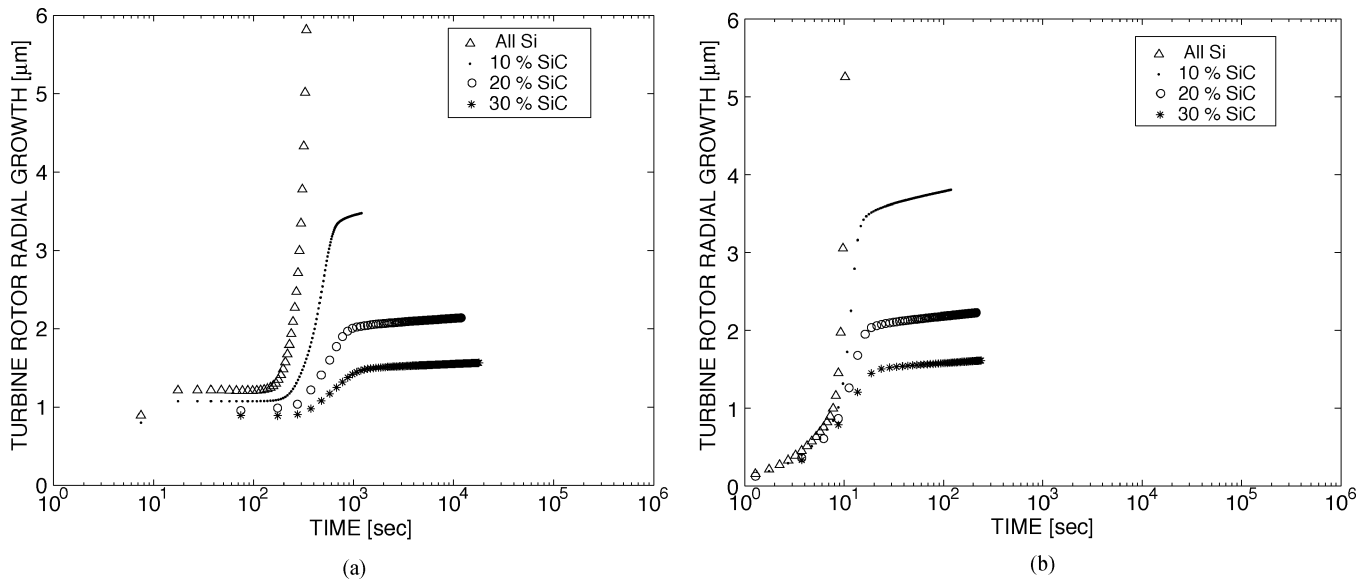 TURBINE ROTOR RADIAL GROWTH [μm]
6
5
4
3
2
1
0
All Si
10 % SiC
20 % SiC
30 % SiC
10^0 10^1 10^2 10^3 10^4 10^5 10^6
TIME [sec]
(a)
TURBINE ROTOR RADIAL GROWTH [μm]
6
5
4
3
2
1
0
All Si
10 % SiC
20 % SiC
30 % SiC
10^0 10^1 10^2 10^3 10^4 10^5 10^6
TIME [sec]
(b)